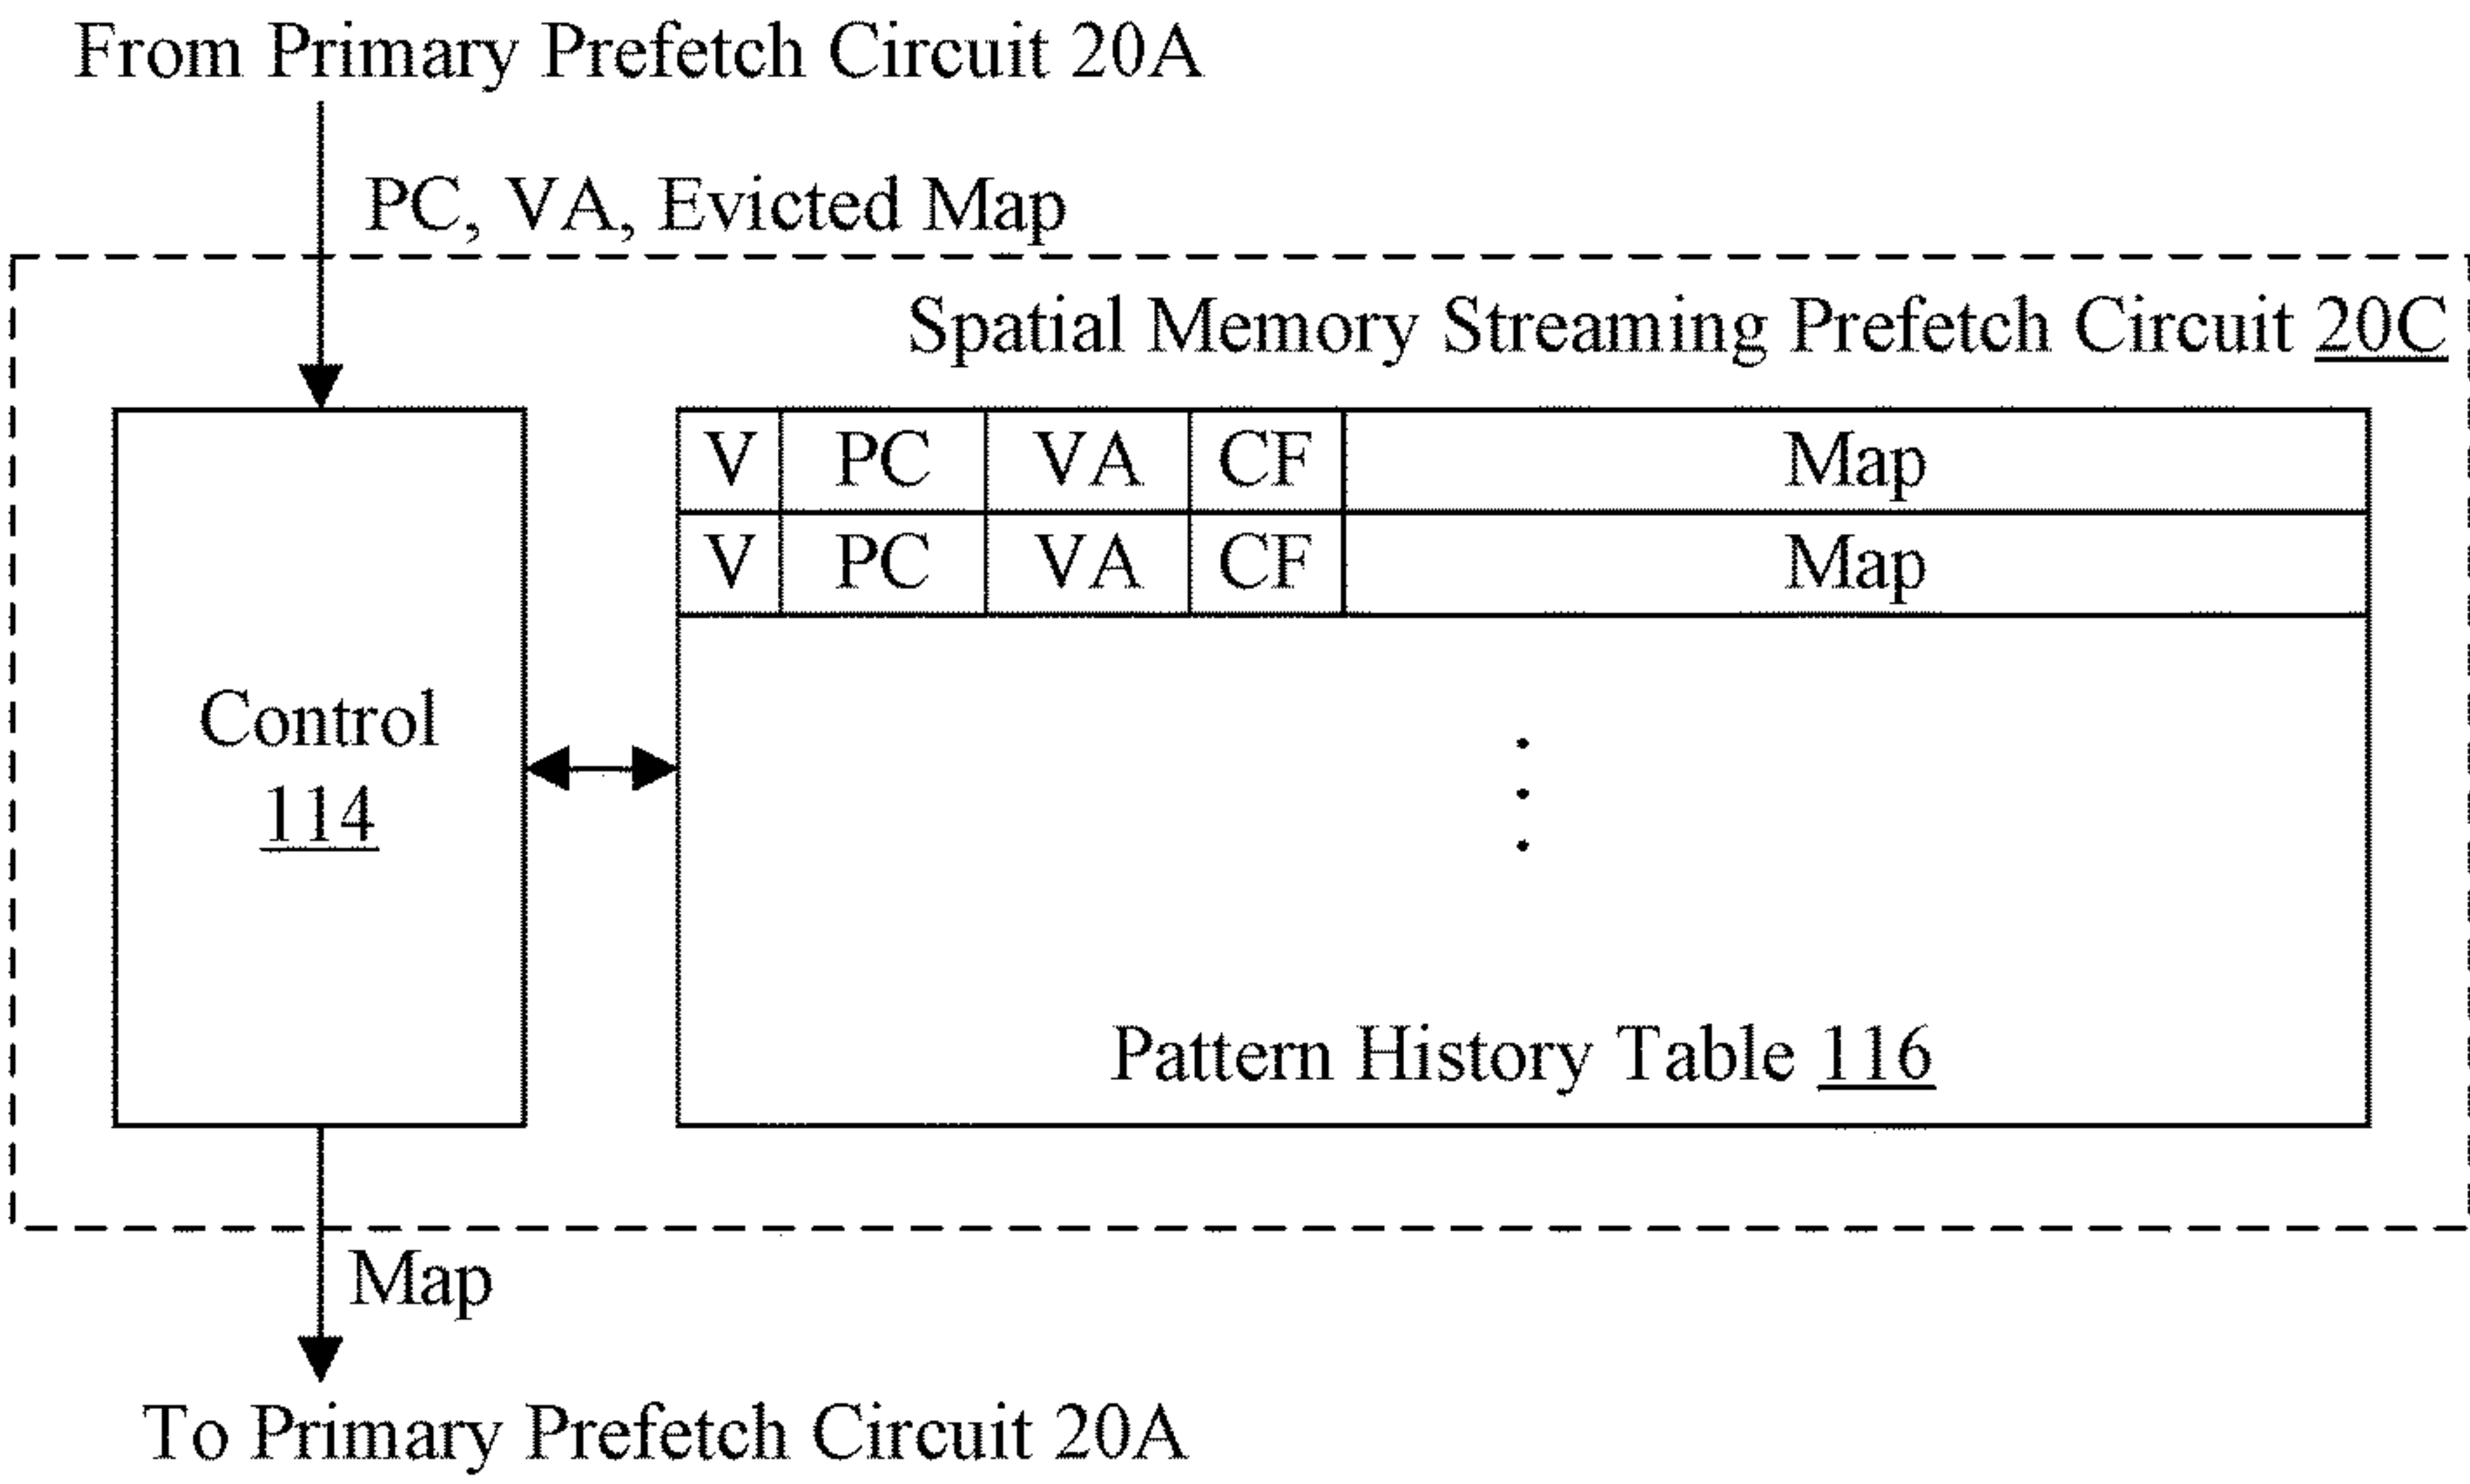 From Primary Prefetch Circuit 20A
PC, VA, Evicted Map
Spatial Memory Streaming Prefetch Circuit 20C
V PC VA CF Map
V PC VA CF Map
Control
114
Pattern History Table 116
Map
To Primary Prefetch Circuit 20A